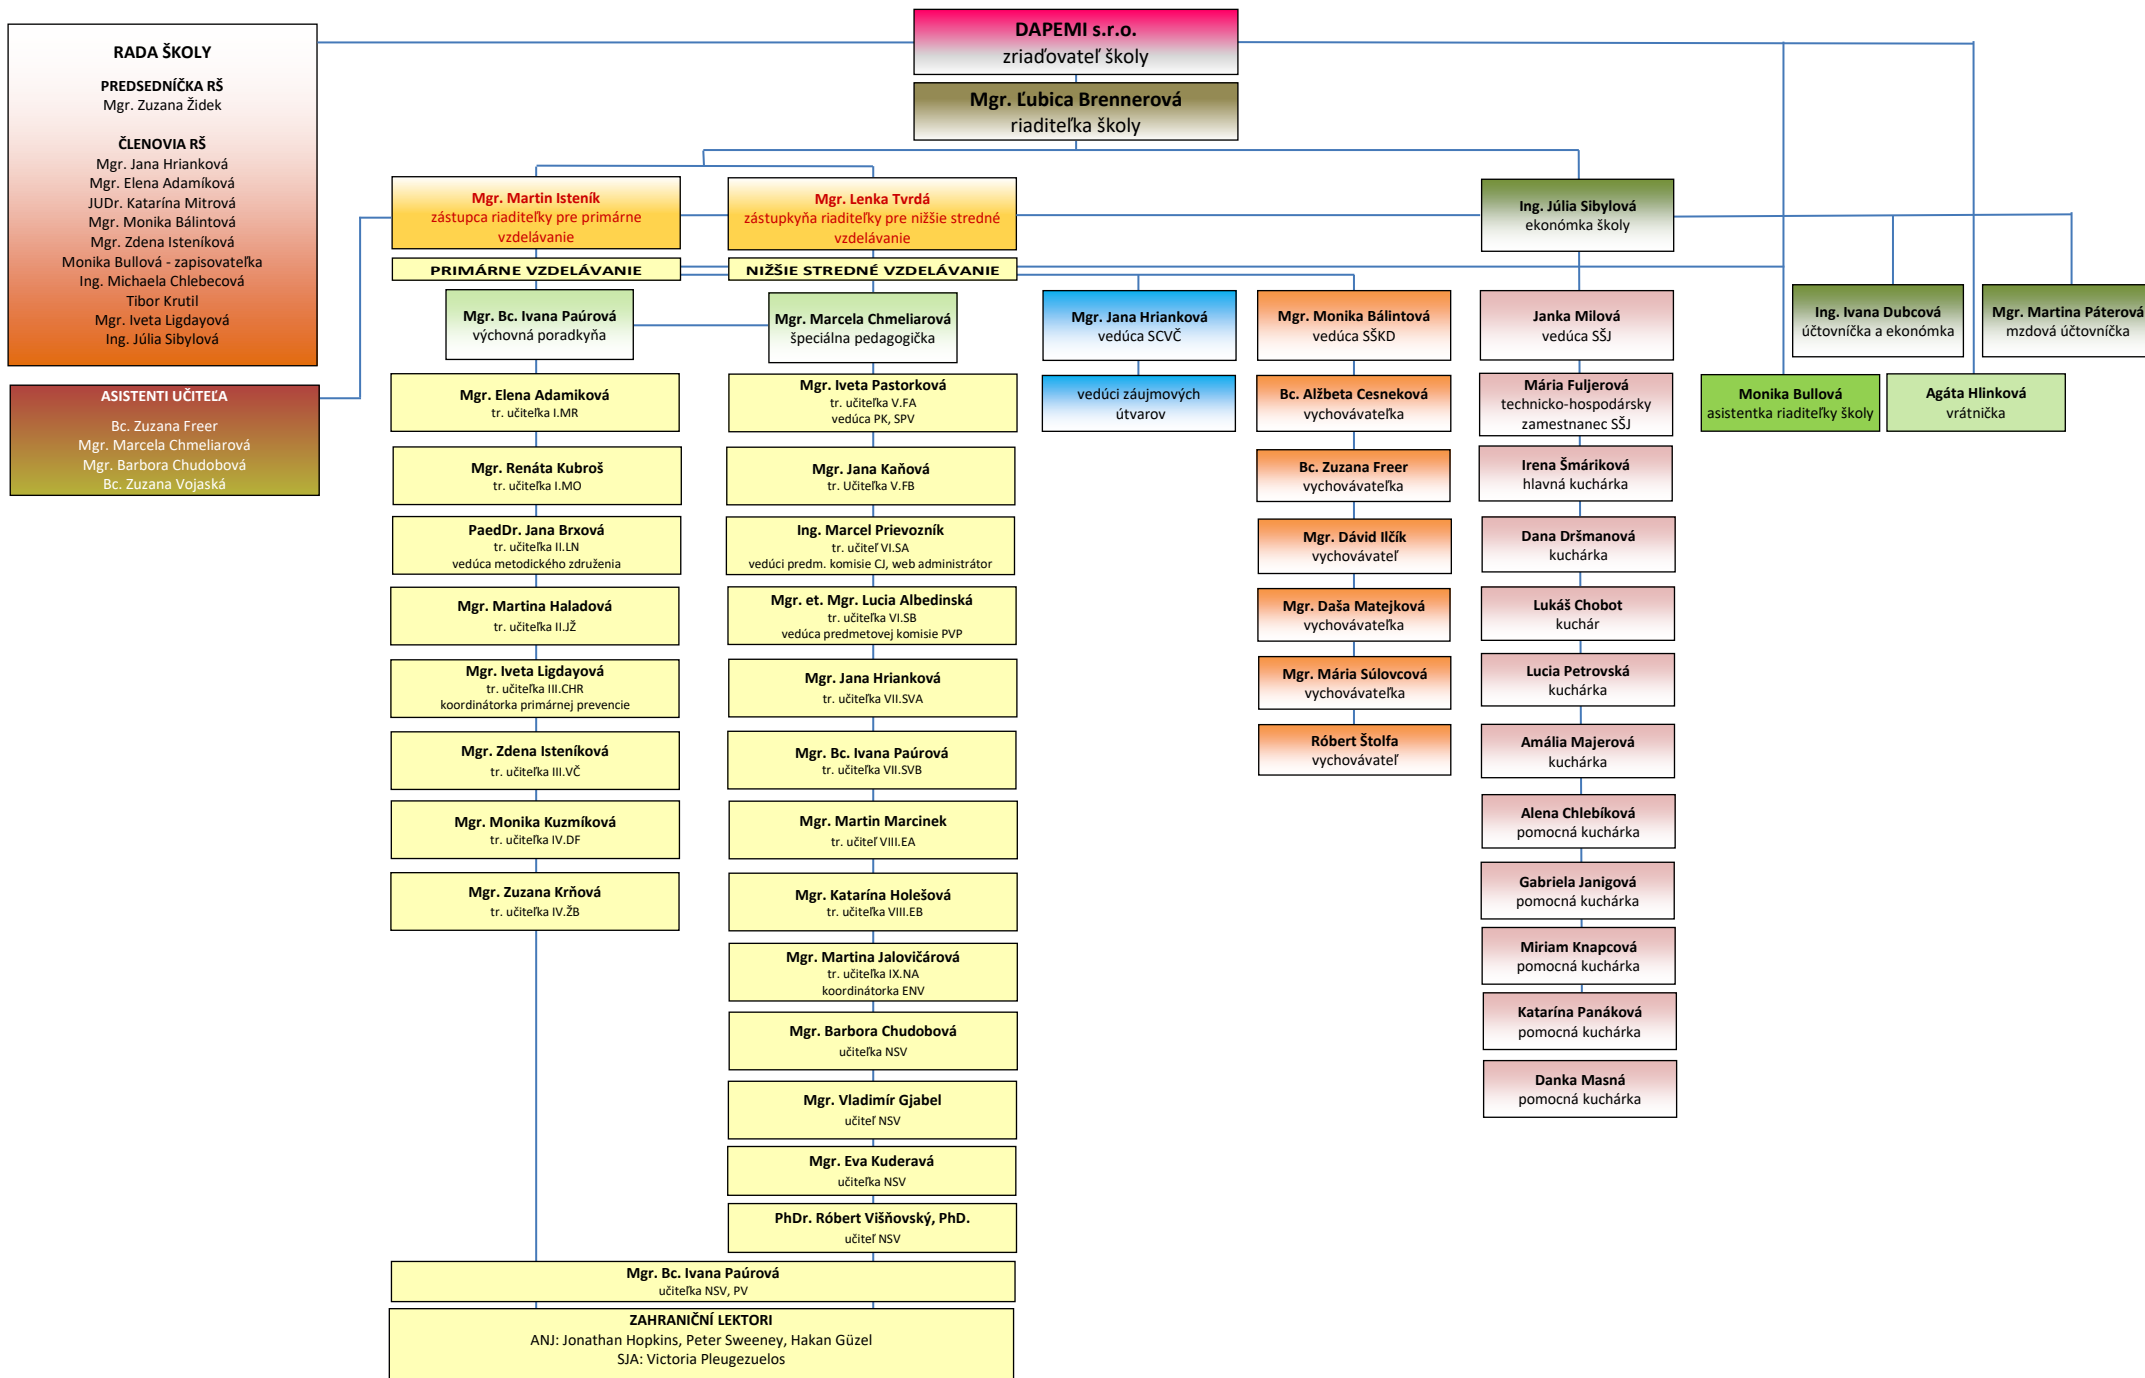 DAPEMI s.r.o.
zriaďovateľ školy
Mgr. Ľubica Brennerová
riaditeľka školy
RADA ŠKOLY
PREDSEDNÍČKA RŠ
Mgr. Zuzana Židek
ČLENOVIA RŠ
Mgr. Jana Hrianková
Mgr. Elena Adamíková
JUDr. Katarína Mitrová
Mgr. Monika Bálintová
Mgr. Zdena Isteníková
Monika Bullová - zapisovateľka
Ing. Michaela Chlebecová
Tibor Krutil
Mgr. Iveta Ligdayová
Ing. Júlia Sibylová
ASISTENTI UČITEĽA
Bc. Zuzana Freer
Mgr. Marcela Chmeliarová
Mgr. Barbora Chudobová
Bc. Zuzana Vojaská
Mgr. Martin Isteník
zástupca riaditeľky pre primárne
vzdelávanie
Mgr. Lenka Tvrdá
zástupkyňa riaditeľky pre nižšie stredné
vzdelávanie
Ing. Júlia Sibylová
ekonómka školy
PRIMÁRNE VZDELÁVANIE
NIŽŠIE STREDNÉ VZDELÁVANIE
Mgr. Bc. Ivana Paúrová
výchovná poradkyňa
Mgr. Marcela Chmeliarová
špeciálna pedagogička
Mgr. Jana Hrianková
vedúca SCVČ
Mgr. Monika Bálintová
vedúca SŠKD
Janka Milová
vedúca SŠJ
Ing. Ivana Dubcová
účtovníčka a ekonómka
Mgr. Martina Páterová
mzdová účtovníčka
Monika Bullová
asistentka riaditeľky školy
Agáta Hlinková
vrátnička
Mgr. Elena Adamiková
tr. učiteľka I.MR
Mgr. Renáta Kubroš
tr. učiteľka I.MO
PaedDr. Jana Brxová
tr. učiteľka II.LN
vedúca metodického združenia
Mgr. Martina Haladová
tr. učiteľka II.JŽ
Mgr. Iveta Ligdayová
tr. učiteľka III.CHR
koordinátorka primárnej prevencie
Mgr. Zdena Isteníková
tr. učiteľka III.VČ
Mgr. Monika Kuzmíková
tr. učiteľka IV.DF
Mgr. Zuzana Krňová
tr. učiteľka IV.ŽB
Mgr. Iveta Pastorková
tr. učiteľka V.FA
vedúca PK, SPV
Mgr. Jana Kaňová
tr. Učiteľka V.FB
Ing. Marcel Prievozník
tr. učiteľ VI.SA
vedúci predm. komisie CJ, web administrátor
Mgr. et. Mgr. Lucia Albedinská
tr. učiteľka VI.SB
vedúca predmetovej komisie PVP
Mgr. Jana Hrianková
tr. učiteľka VII.SVA
Mgr. Bc. Ivana Paúrová
tr. učiteľka VII.SVB
Mgr. Martin Marcinek
tr. učiteľ VIII.EA
Mgr. Katarína Holešová
tr. učiteľka VIII.EB
Mgr. Martina Jalovičárová
tr. učiteľka IX.NA
koordinátorka ENV
Mgr. Barbora Chudobová
učiteľka NSV
Mgr. Vladimír Gjabel
učiteľ NSV
Mgr. Eva Kuderavá
učiteľka NSV
PhDr. Róbert Višňovský, PhD.
učiteľ NSV
Mgr. Bc. Ivana Paúrová
učiteľka NSV, PV
ZAHRANIČNÍ LEKTORI
ANJ: Jonathan Hopkins, Peter Sweeney, Hakan Güzel
SJA: Victoria Pleugezuelos
vedúci záujmových
útvarov
Bc. Alžbeta Cesneková
vychovávateľka
Bc. Zuzana Freer
vychovávateľka
Mgr. Dávid Ilčík
vychovávateľ
Mgr. Daša Matejková
vychovávateľka
Mgr. Mária Súlovcová
vychovávateľka
Róbert Štolfa
vychovávateľ
Mária Fuljerová
technicko-hospodársky
zamestnanec SŠJ
Irena Šmáriková
hlavná kuchárka
Dana Dršmanová
kuchárka
Lukáš Chobot
kuchár
Lucia Petrovská
kuchárka
Amália Majerová
kuchárka
Alena Chlebíková
pomocná kuchárka
Gabriela Janigová
pomocná kuchárka
Miriam Knapcová
pomocná kuchárka
Katarína Panáková
pomocná kuchárka
Danka Masná
pomocná kuchárka